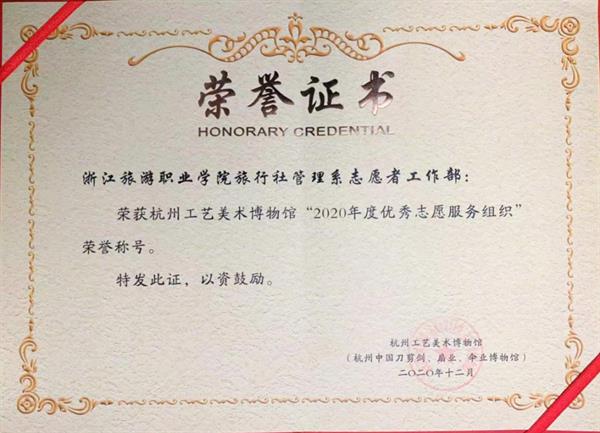 荣誉证书
HONORARY CREDENTIAL
浙江旅游职业学院旅行社管理系志愿者工作部：
荣获杭州工艺美术博物馆“2020年度优秀志愿服务组织”
荣誉称号。
特发此证，以资鼓励。
杭州工艺美术博物馆
（杭州中国刀剪剑、扇业、伞业博物馆）
二〇二〇年十二月